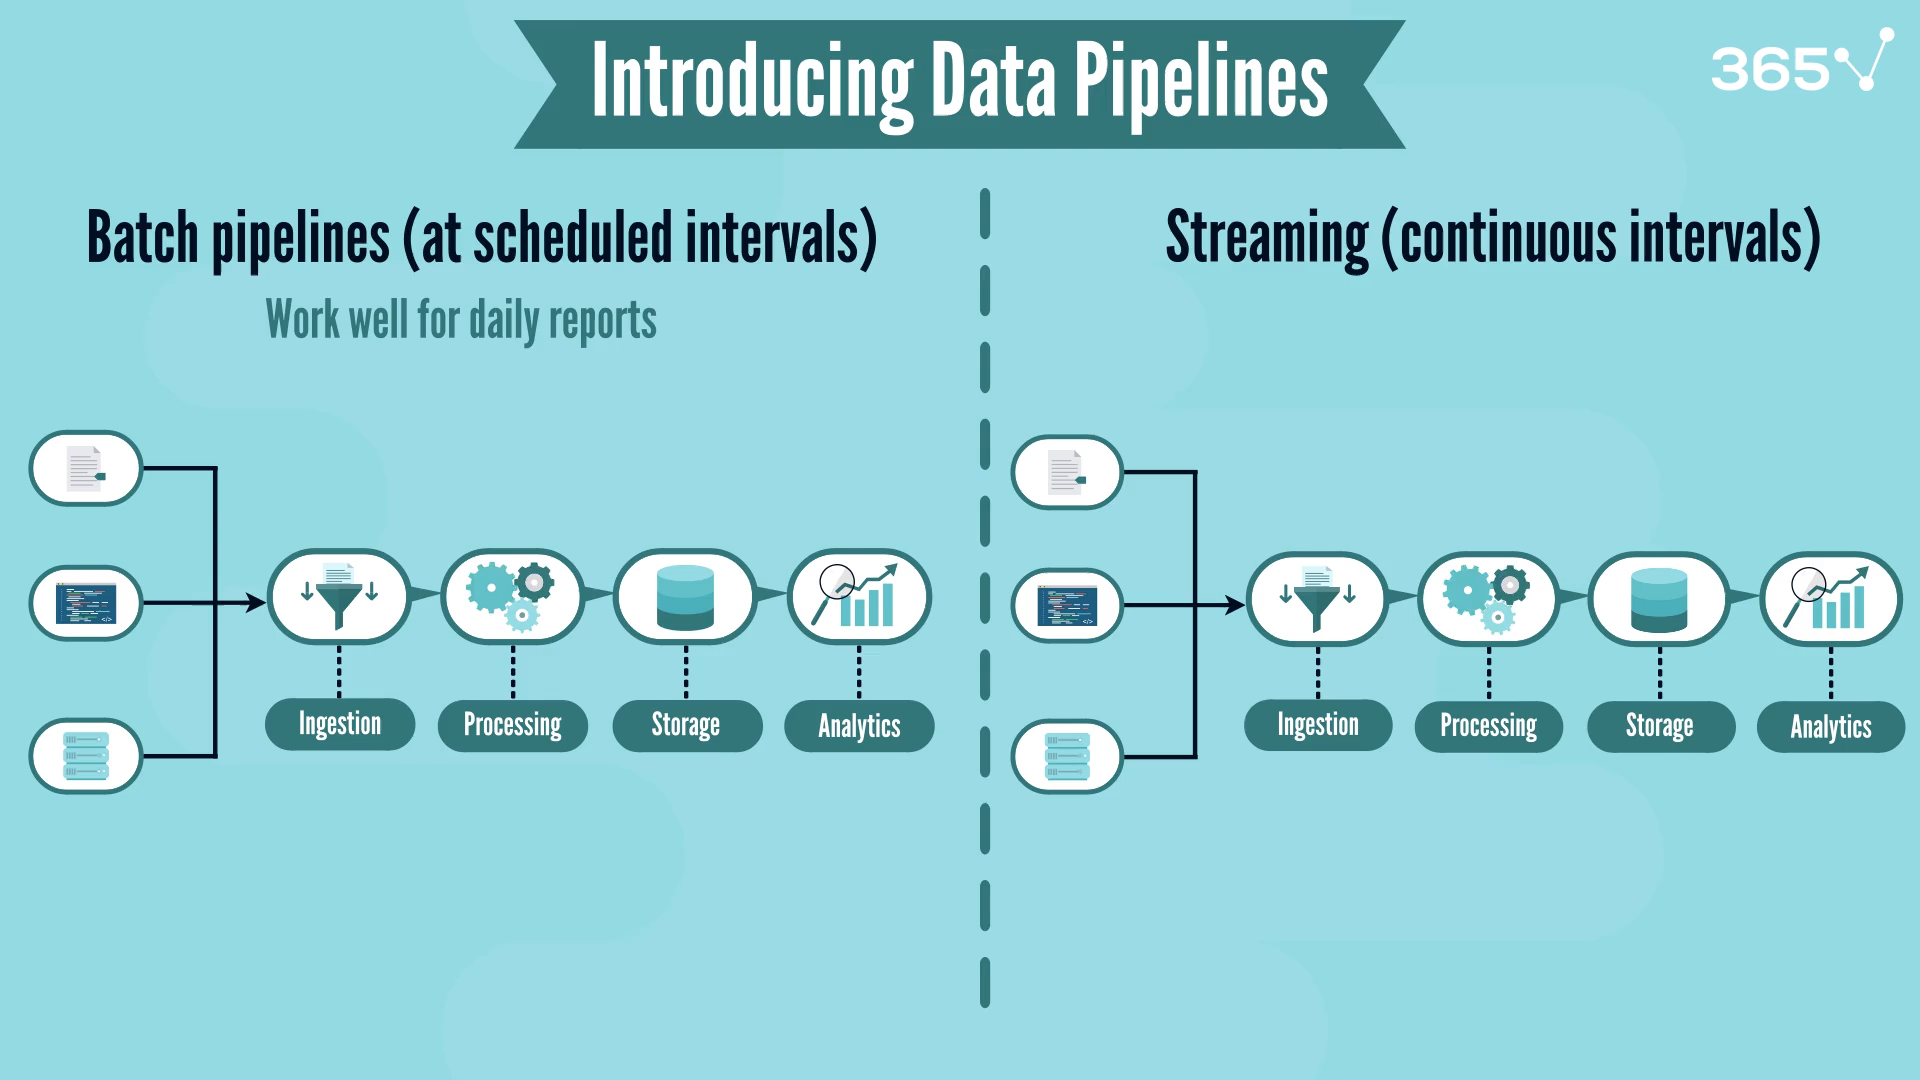 Introducing Data Pipelines
365
Batch pipelines (at scheduled intervals)
Work well for daily reports
Ingestion
Processing
Storage
Analytics
Streaming (continuous intervals)
Ingestion
Processing
Storage
Analytics